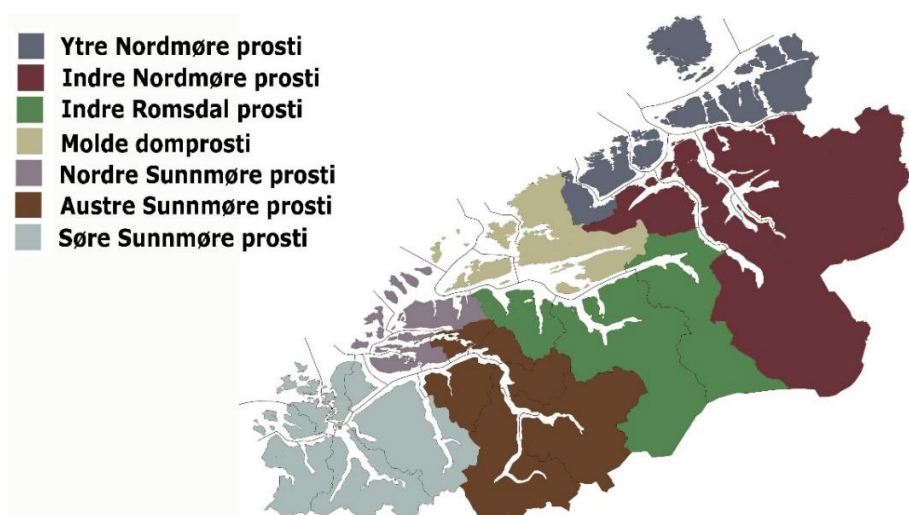 Ytre Nordmøre prosti
Indre Nordmøre prosti
Indre Romsdal prosti
Molde domprosti
Nordre Sunnmøre prosti
Austre Sunnmøre prosti
Søre Sunnmøre prosti